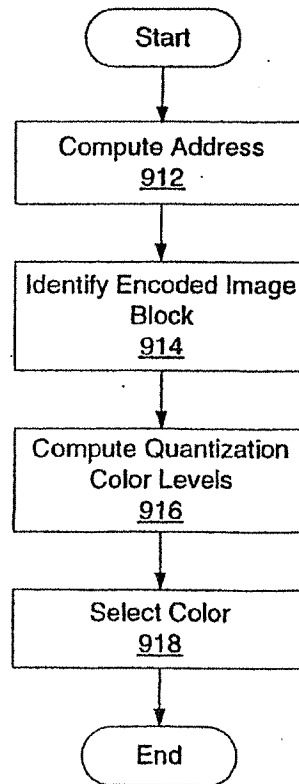 Start
Compute Address
912
Identify Encoded Image
Block
914
Compute Quantization
Color Levels
916
Select Color
918
End